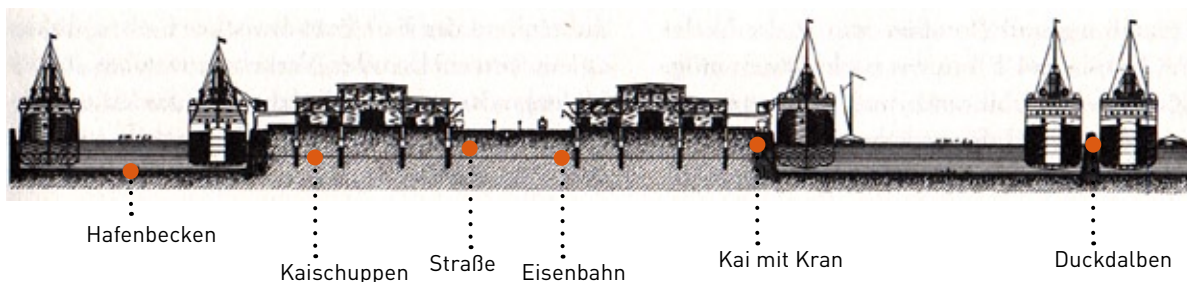 Hafenbecken
Kaischuppen
Straße
Eisenbahn
Kai mit Kran
Duckdalben